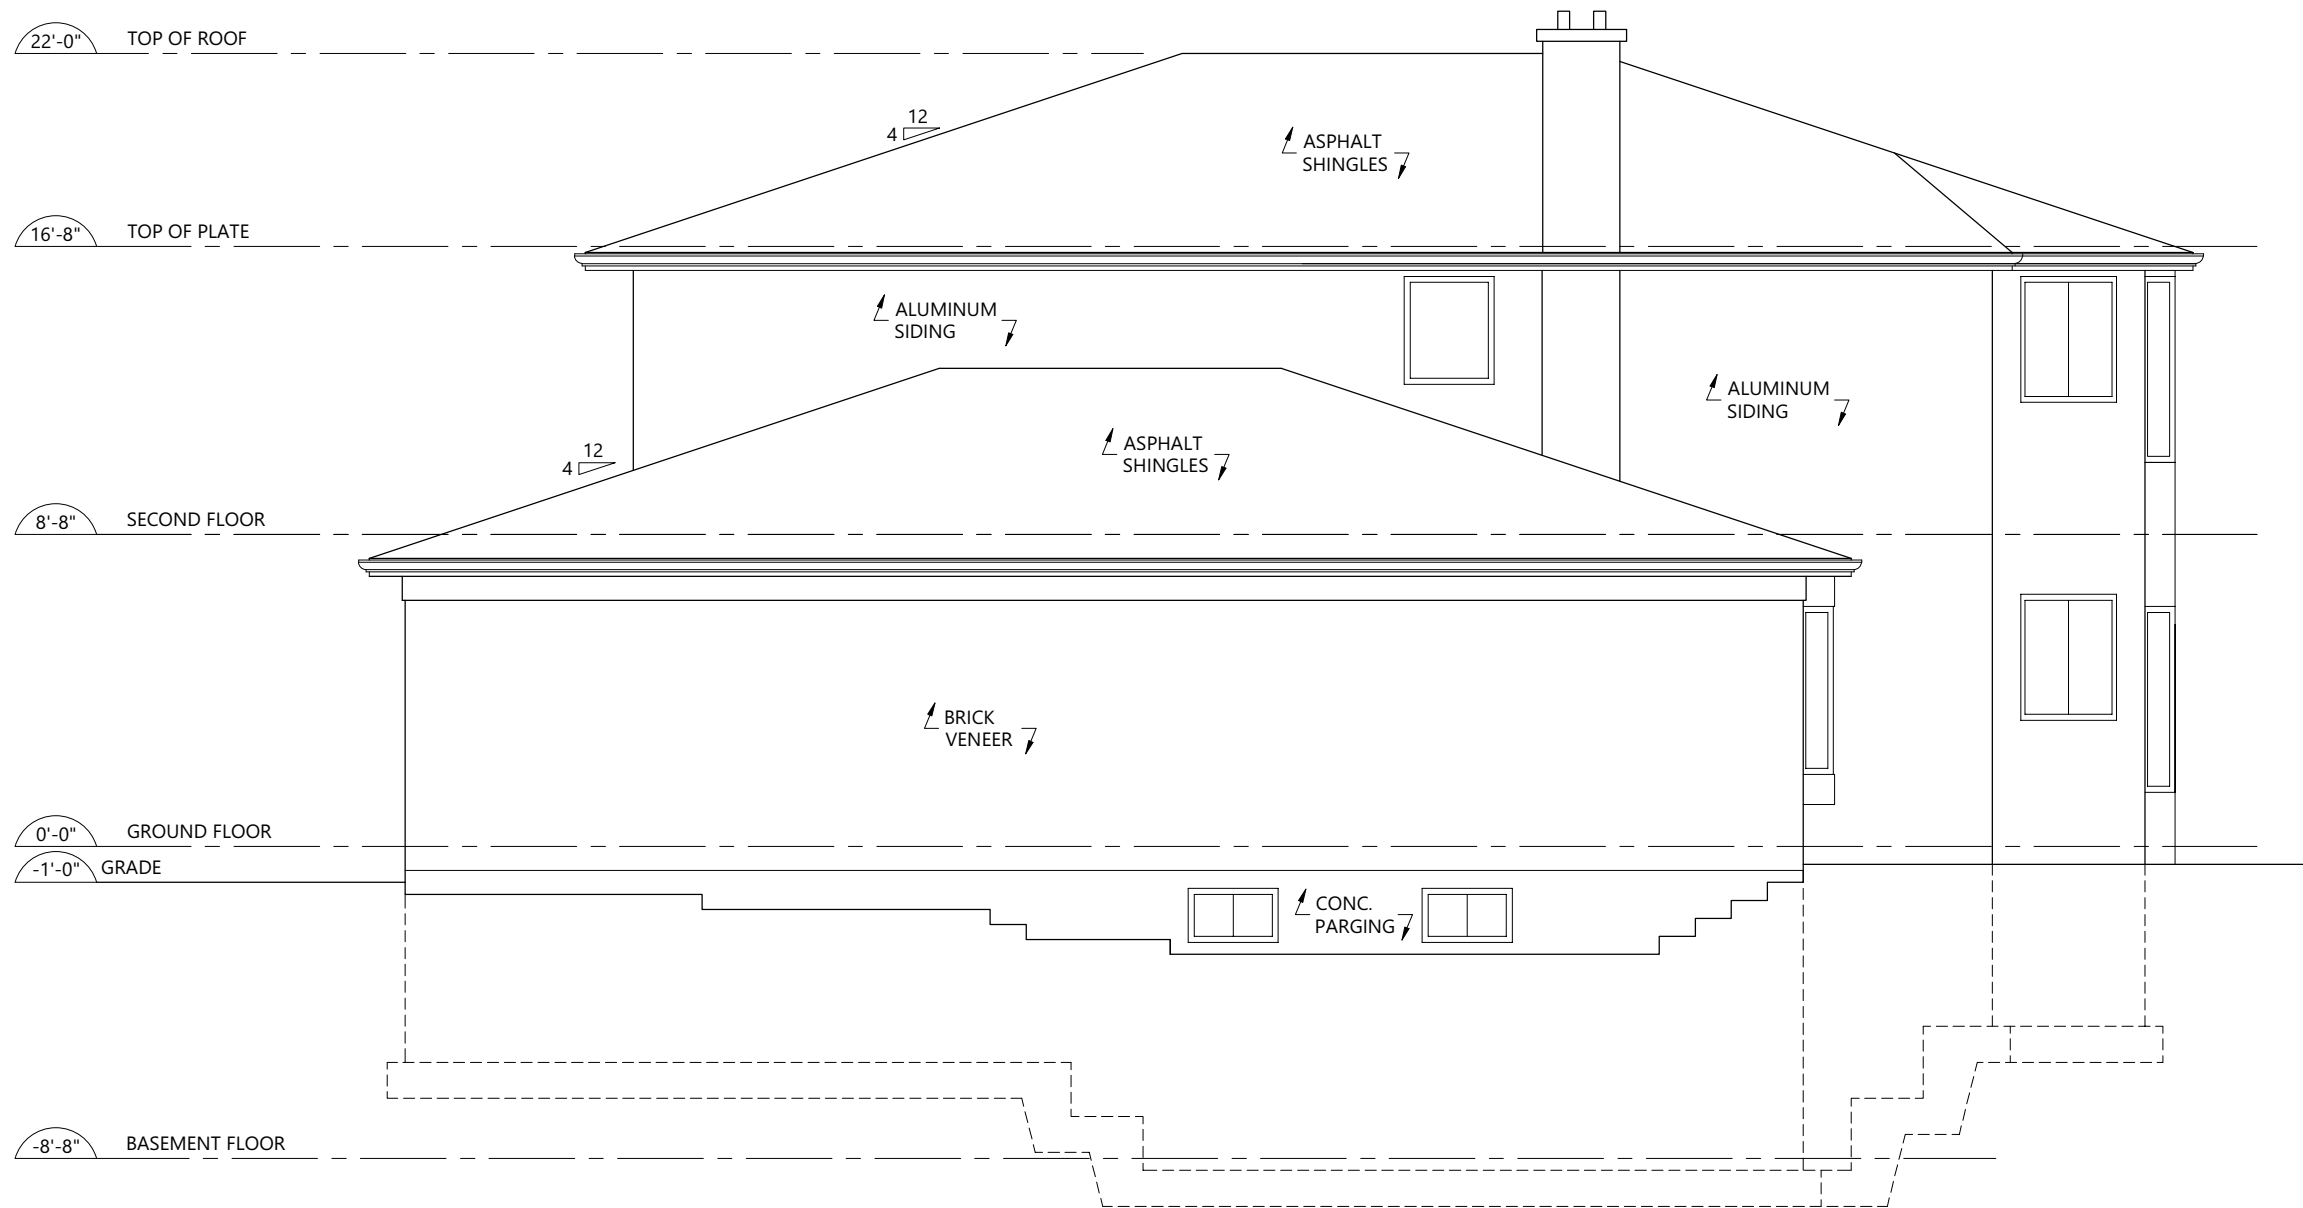 22'-0" TOP OF ROOF
12
4
ASPHALT
SHINGLES
16'-8" TOP OF PLATE
ALUMINUM
SIDING
ALUMINUM
SIDING
12
4
ASPHALT
SHINGLES
8'-8" SECOND FLOOR
BRICK
VENEER
0'-0" GROUND FLOOR
-1'-0" GRADE
CONC.
PARGING
-8'-8" BASEMENT FLOOR